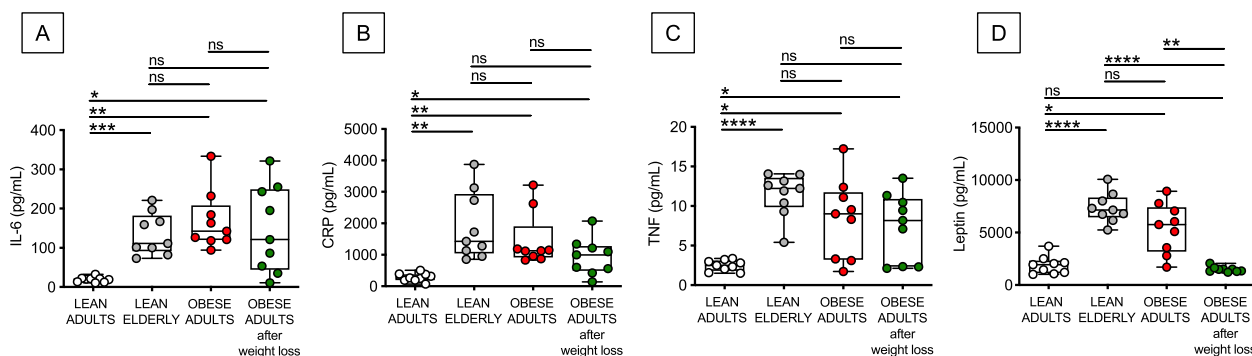 A
ns
ns
ns
*
**
***
400
300
200
100
0
IL-6 (pg/mL)
LEAN
ADULTS
LEAN
ELDERLY
OBESE
ADULTS
OBESE
ADULTS
after
weight loss
B
ns
ns
ns
*
**
**
5000
4000
3000
2000
1000
0
CRP (pg/mL)
LEAN
ADULTS
LEAN
ELDERLY
OBESE
ADULTS
OBESE
ADULTS
after
weight loss
C
ns
ns
ns
*
*
****
20
15
10
5
0
TNF (pg/mL)
LEAN
ADULTS
LEAN
ELDERLY
OBESE
ADULTS
OBESE
ADULTS
after
weight loss
D
**
****
ns
ns
*
****
15000
10000
5000
0
Leptin (pg/mL)
LEAN
ADULTS
LEAN
ELDERLY
OBESE
ADULTS
OBESE
ADULTS
after
weight loss